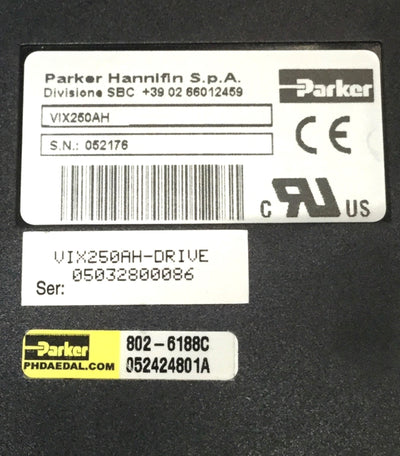 Parker Hannifin S.p.A.
Divisione SBC +39 02 66012459
Parker
VIX250AH
S.N.: 052176
CE
C RU US
VIX250AH-DRIVE
05032800086
Ser:
Parker 802-6188C
PHDAEDAL.COM 052424801A